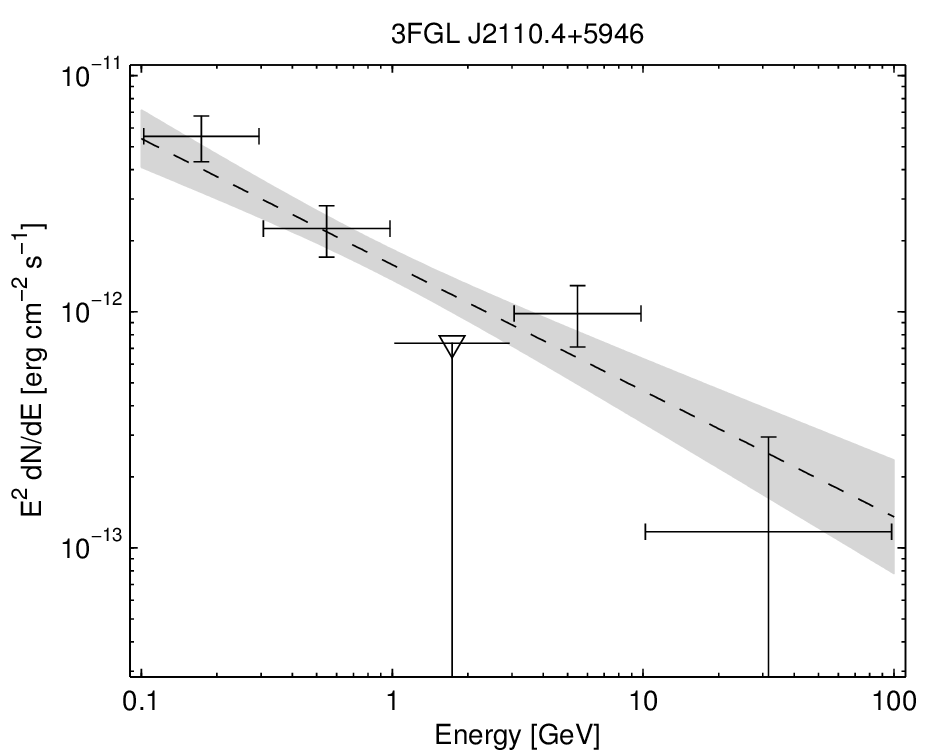 3FGL J2110.4+5946
10⁻¹¹
10⁻¹²
10⁻¹³
E² dN/dE [erg cm⁻² s⁻¹]
0.1 1 10 100
Energy [GeV]